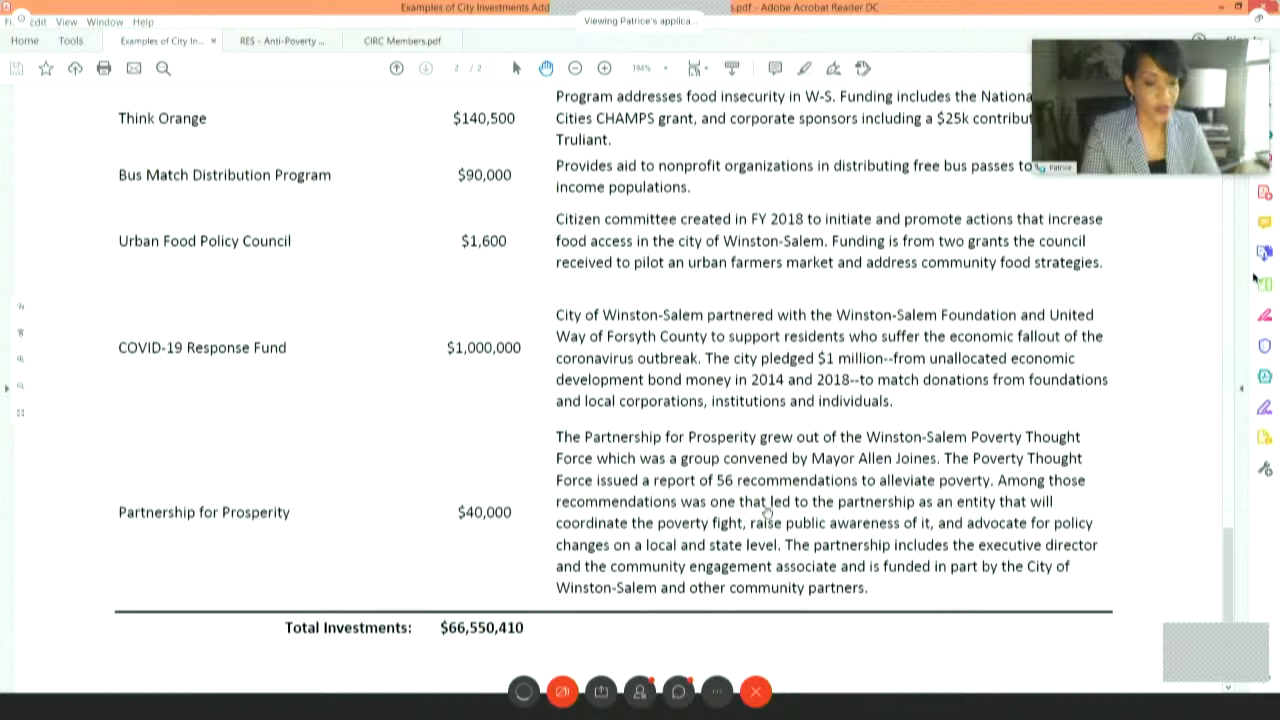 Examples of City Investments Add
s.pdf - Adobe Acrobat Reader DC
Edit View Window Help
Viewing Patrice's applica...
Home Tools Examples of City In... × RES - Anti-Poverty ... CIRC Members.pdf
2 / 2 194%
Program addresses food insecurity in W-S. Funding includes the Nationa
Think Orange $140,500 Cities CHAMPS grant, and corporate sponsors including a $25k contribut
Truliant.
Patrice
Bus Match Distribution Program $90,000 Provides aid to nonprofit organizations in distributing free bus passes to
income populations.
Citizen committee created in FY 2018 to initiate and promote actions that increase
Urban Food Policy Council $1,600 food access in the city of Winston-Salem. Funding is from two grants the council
received to pilot an urban farmers market and address community food strategies.
City of Winston-Salem partnered with the Winston-Salem Foundation and United
Way of Forsyth County to support residents who suffer the economic fallout of the
COVID-19 Response Fund $1,000,000 coronavirus outbreak. The city pledged $1 million--from unallocated economic
development bond money in 2014 and 2018--to match donations from foundations
and local corporations, institutions and individuals.
The Partnership for Prosperity grew out of the Winston-Salem Poverty Thought
Force which was a group convened by Mayor Allen Joines. The Poverty Thought
Force issued a report of 56 recommendations to alleviate poverty. Among those
recommendations was one that led to the partnership as an entity that will
Partnership for Prosperity $40,000 coordinate the poverty fight, raise public awareness of it, and advocate for policy
changes on a local and state level. The partnership includes the executive director
and the community engagement associate and is funded in part by the City of
Winston-Salem and other community partners.
Total Investments: $66,550,410